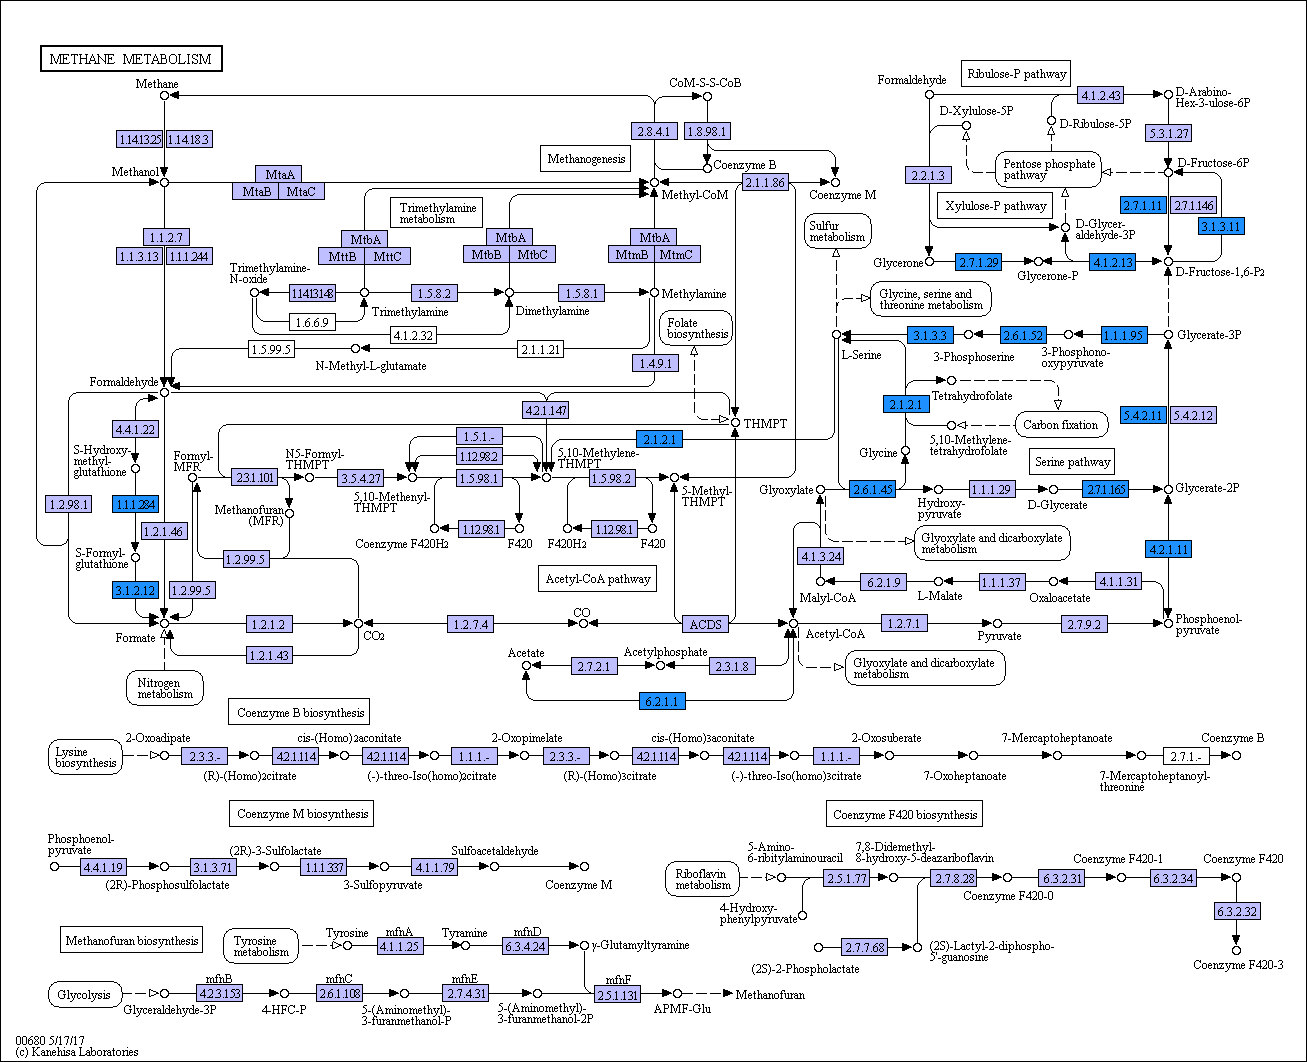 METHANE METABOLISM
Methane
CoM-S-S-CoB
Formaldehyde
Ribulose-P pathway
D-Arabino-
Hex-3-ulose-6P
4.1.2.43
D-Xylulose-5P
D-Ribulose-5P
1.14.13.25
1.14.18.3
2.8.4.1
1.8.98.1
5.3.1.27
Methanol
Methanogenesis
Coenzyme B
Pentose phosphate
pathway
D-Fructose-6P
MtaA
MtaB
MtaC
Methyl-CoM
2.1.1.86
Coenzyme M
2.2.1.3
Xylulose-P pathway
2.7.1.11
2.7.1.146
3.1.3.11
Trimethylamine
metabolism
Sulfur
metabolism
D-Glycer-
aldehyde-3P
1.1.2.7
1.1.3.13
1.1.1.244
MtbA
MttB
MttC
MtbA
MtbB
MtbC
MtbA
MtmB
MtmC
Glycerone
2.7.1.29
Glycerone-P
4.1.2.13
D-Fructose-1,6-P2
Trimethylamine-
N-oxide
1.14.13.148
Trimethylamine
1.5.8.2
Dimethylamine
1.5.8.1
Methylamine
Glycine, serine and
threonine metabolism
1.6.6.9
4.1.2.32
Folate
biosynthesis
L-Serine
3.1.3.3
3-Phosphoserine
2.6.1.52
3-Phosphono-
oxypyruvate
1.1.1.95
Glycerate-3P
1.5.99.5
N-Methyl-L-glutamate
2.1.1.21
1.4.9.1
Formaldehyde
Tetrahydrofolate
2.1.2.1
5.4.2.11
5.4.2.12
4.2.1.147
THMPT
Carbon fixation
5,10-Methylene-
tetrahydrofolate
4.4.1.22
1.5.1.-
2.1.2.1
S-Hydroxy-
methyl-
glutathione
Formyl-
MFR
N5-Formyl-
THMPT
1.12.98.2
5,10-Methylene-
THMPT
Glycine
Serine pathway
2.3.1.101
3.5.4.27
5,10-Methenyl-
THMPT
1.5.98.1
1.5.98.2
5-Methyl-
THMPT
Glyoxylate
2.6.1.45
Hydroxy-
pyruvate
1.1.1.29
D-Glycerate
2.7.1.165
Glycerate-2P
1.2.98.1
1.1.1.284
Methanofuran
(MFR)
1.2.1.46
Coenzyme F420H2
1.12.98.1
F420
F420H2
1.12.98.1
F420
Glyoxylate and dicarboxylate
metabolism
4.2.1.11
S-Formyl-
glutathione
1.2.99.5
4.1.3.24
3.1.2.12
1.2.99.5
Acetyl-CoA pathway
Malyl-CoA
6.2.1.9
L-Malate
1.1.1.37
Oxaloacetate
4.1.1.31
Formate
1.2.1.2
CO2
1.2.7.4
CO
ACDS
Acetyl-CoA
1.2.7.1
Pyruvate
2.7.9.2
Phosphoenol-
pyruvate
1.2.1.43
Acetate
2.7.2.1
Acetylphosphate
2.3.1.8
Glyoxylate and dicarboxylate
metabolism
Nitrogen
metabolism
6.2.1.1
Coenzyme B biosynthesis
Lysine
biosynthesis
2-Oxoadipate
2.3.3.-
(R)-(Homo)2citrate
4.2.1.114
cis-(Homo)2aconitate
4.2.1.114
(-)-threo-Iso(homo)2citrate
1.1.1.-
2-Oxopimelate
2.3.3.-
(R)-(Homo)3citrate
4.2.1.114
cis-(Homo)3aconitate
4.2.1.114
(-)-threo-Iso(homo)3citrate
1.1.1.-
2-Oxosuberate
7-Oxoheptanoate
7-Mercaptoheptanoate
7-Mercaptoheptanoyl-
threonine
2.7.1.-
Coenzyme B
Coenzyme M biosynthesis
Phosphoenol-
pyruvate
4.4.1.19
(2R)-Phosphosulfolactate
3.1.3.71
(2R)-3-Sulfolactate
1.1.1.337
3-Sulfopyruvate
4.1.1.79
Sulfoacetaldehyde
Coenzyme M
Coenzyme F420 biosynthesis
Riboflavin
metabolism
5-Amino-
6-ribitylaminouracil
2.5.1.77
7,8-Didemethyl-
8-hydroxy-5-deazariboflavin
2.7.8.28
Coenzyme F420-0
6.3.2.31
Coenzyme F420-1
6.3.2.34
Coenzyme F420
4-Hydroxy-
phenylpyruvate
6.3.2.32
(2S)-2-Phospholactate
2.7.7.68
(2S)-Lactyl-2-diphospho-
5'-guanosine
Coenzyme F420-3
Methanofuran biosynthesis
Tyrosine
metabolism
Tyrosine
mfnA
4.1.1.25
Tyramine
mfnD
6.3.4.24
γ-Glutamyltyramine
Glycolysis
Glyceraldehyde-3P
mfnB
4.2.3.153
4-HFC-P
mfnC
2.6.1.108
5-(Aminomethyl)-
3-furanmethanol-P
mfnE
2.7.4.31
5-(Aminomethyl)-
3-furanmethanol-2P
mfnF
2.5.1.131
APMF-Glu
Methanofuran
00680 5/17/17
(c) Kanehisa Laboratories